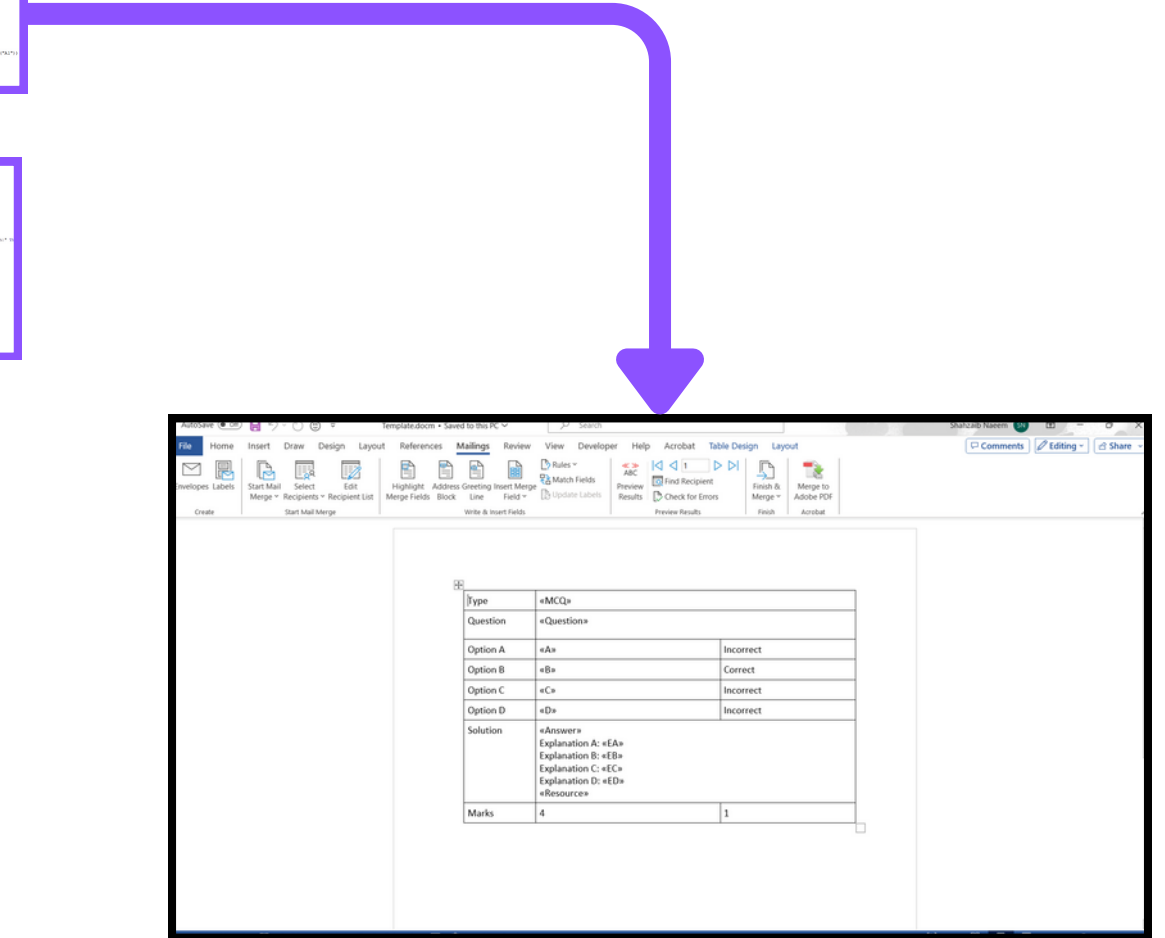 AutoSave Off Template.docm • Saved to this PC Search Shahzaib Naeem SN
File Home Insert Draw Design Layout References Mailings Review View Developer Help Acrobat Table Design Layout Comments Editing Share
Envelopes Labels
Start Mail Merge
Select Recipients
Edit Recipient List
Highlight Merge Fields
Address Block
Greeting Line
Insert Merge Field
Rules
Match Fields
Update Labels
ABC
Preview Results
1
Find Recipient
Check for Errors
Finish & Merge
Merge to Adobe PDF
Create Start Mail Merge Write & Insert Fields Preview Results Finish Acrobat
Type «MCQ»
Question «Question»
Option A «A» Incorrect
Option B «B» Correct
Option C «C» Incorrect
Option D «D» Incorrect
Solution «Answer»
Explanation A: «EA»
Explanation B: «EB»
Explanation C: «EC»
Explanation D: «ED»
«Resource»
Marks 4 1